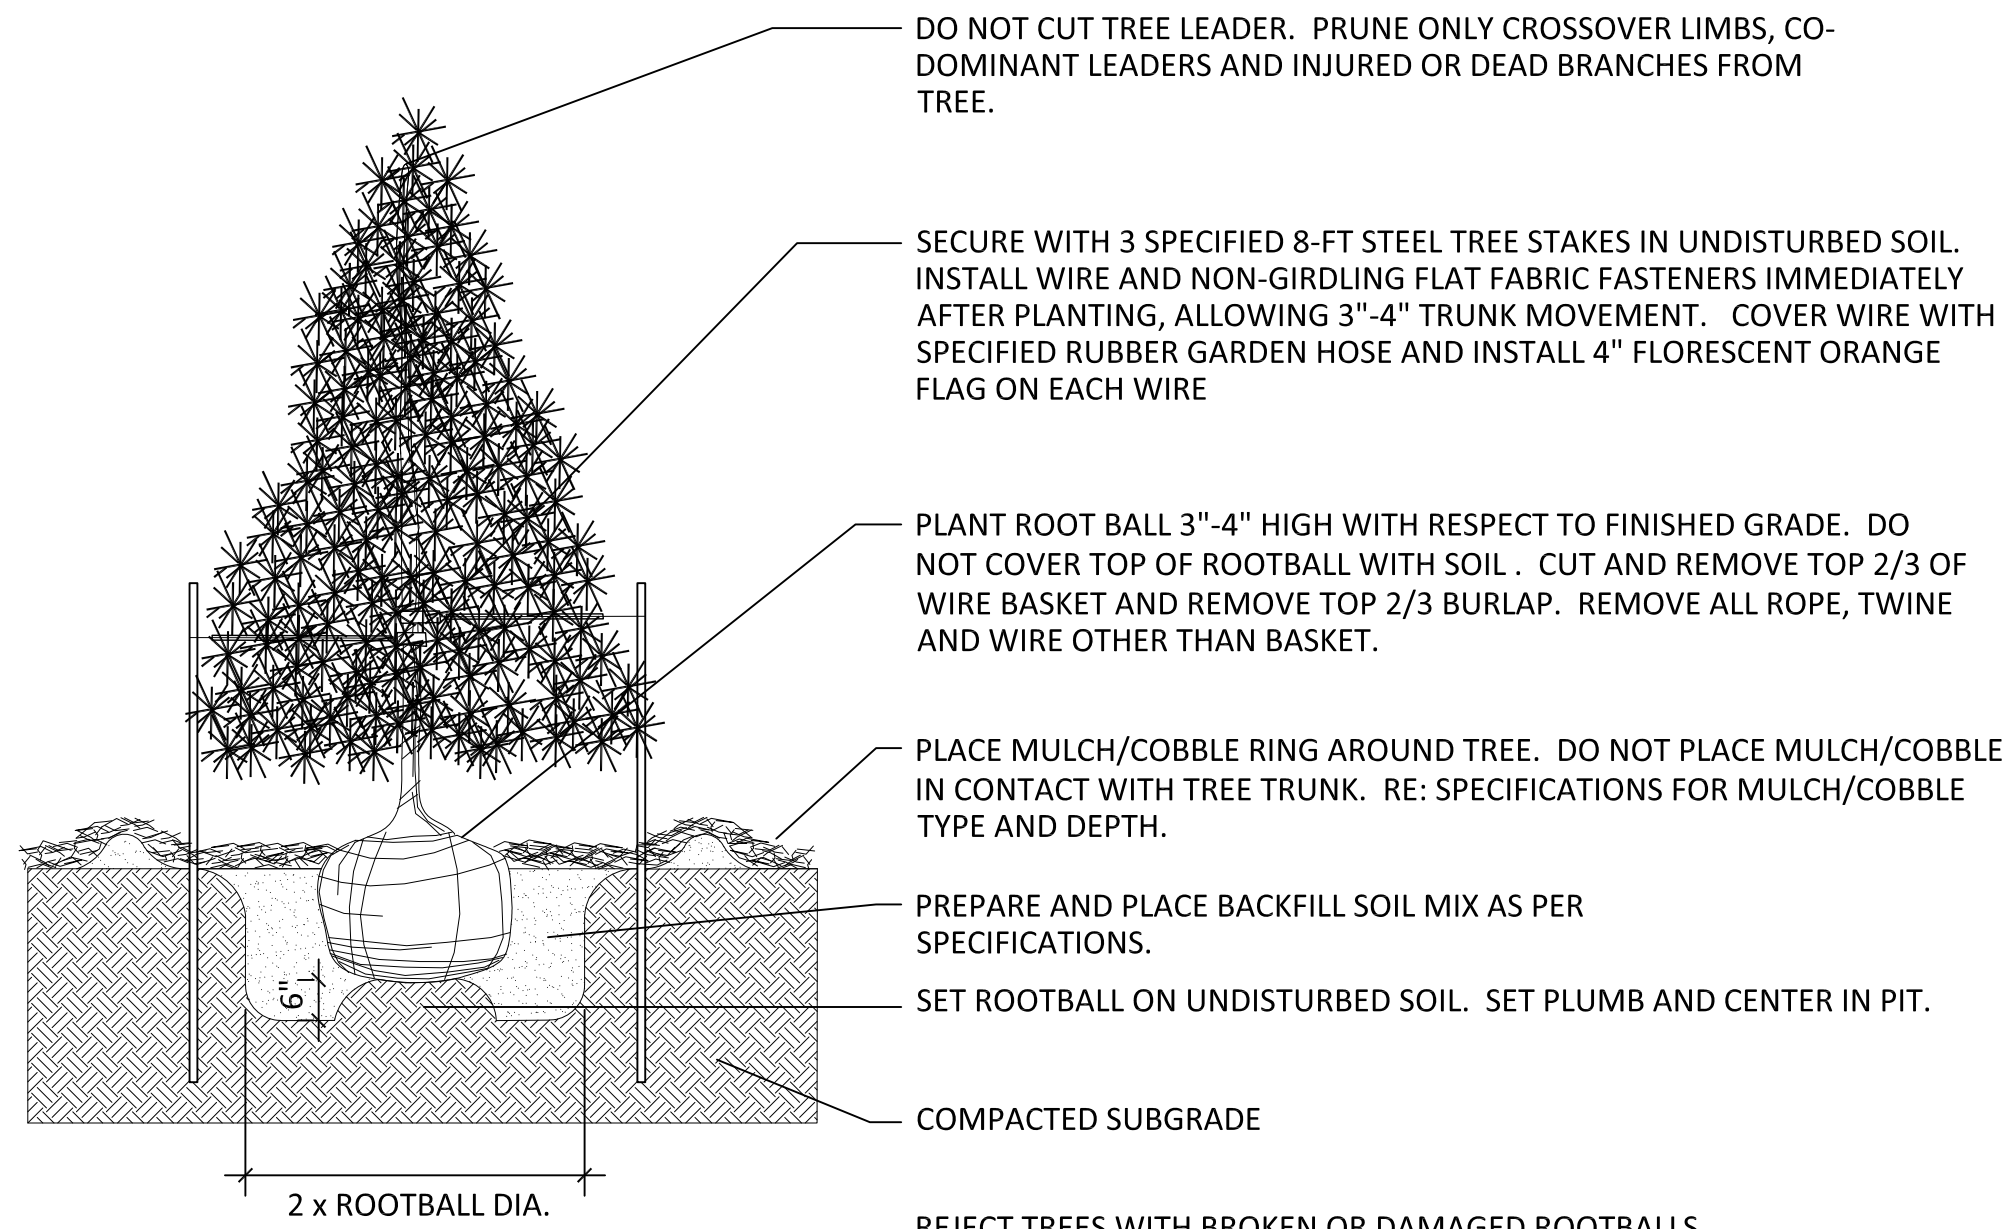 DO NOT CUT TREE LEADER.  PRUNE ONLY CROSSOVER LIMBS, CO-
DOMINANT LEADERS AND INJURED OR DEAD BRANCHES FROM
TREE.
SECURE WITH 3 SPECIFIED 8-FT STEEL TREE STAKES IN UNDISTURBED SOIL.
INSTALL WIRE AND NON-GIRDLING FLAT FABRIC FASTENERS IMMEDIATELY
AFTER PLANTING, ALLOWING 3"-4" TRUNK MOVEMENT.   COVER WIRE WITH
SPECIFIED RUBBER GARDEN HOSE AND INSTALL 4" FLORESCENT ORANGE
FLAG ON EACH WIRE
PLANT ROOT BALL 3"-4" HIGH WITH RESPECT TO FINISHED GRADE.  DO
NOT COVER TOP OF ROOTBALL WITH SOIL .  CUT AND REMOVE TOP 2/3 OF
WIRE BASKET AND REMOVE TOP 2/3 BURLAP.  REMOVE ALL ROPE, TWINE
AND WIRE OTHER THAN BASKET.
PLACE MULCH/COBBLE RING AROUND TREE.  DO NOT PLACE MULCH/COBBLE
IN CONTACT WITH TREE TRUNK.  RE: SPECIFICATIONS FOR MULCH/COBBLE
TYPE AND DEPTH.
PREPARE AND PLACE BACKFILL SOIL MIX AS PER
SPECIFICATIONS.
6"
SET ROOTBALL ON UNDISTURBED SOIL.  SET PLUMB AND CENTER IN PIT.
COMPACTED SUBGRADE
2 x ROOTBALL DIA.
REJECT TREES WITH BROKEN OR DAMAGED ROOTBALLS